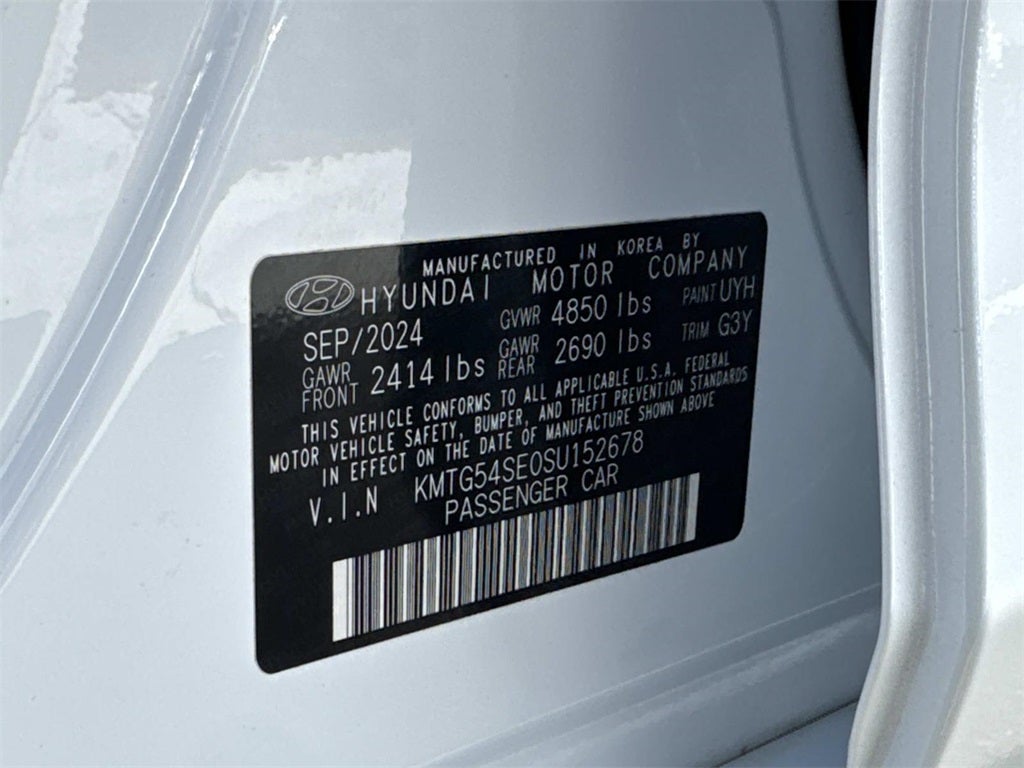 MANUFACTURED IN KOREA BY
HYUNDAI MOTOR COMPANY
SEP/2024 GVWR 4850 lbs PAINT UYH
GAWR FRONT 2414 lbs GAWR REAR 2690 lbs TRIM G3Y
THIS VEHICLE CONFORMS TO ALL APPLICABLE U.S.A. FEDERAL
MOTOR VEHICLE SAFETY, BUMPER, AND THEFT PREVENTION STANDARDS
IN EFFECT ON THE DATE OF MANUFACTURE SHOWN ABOVE
V.I.N KMTG54SE0SU152678
PASSENGER CAR